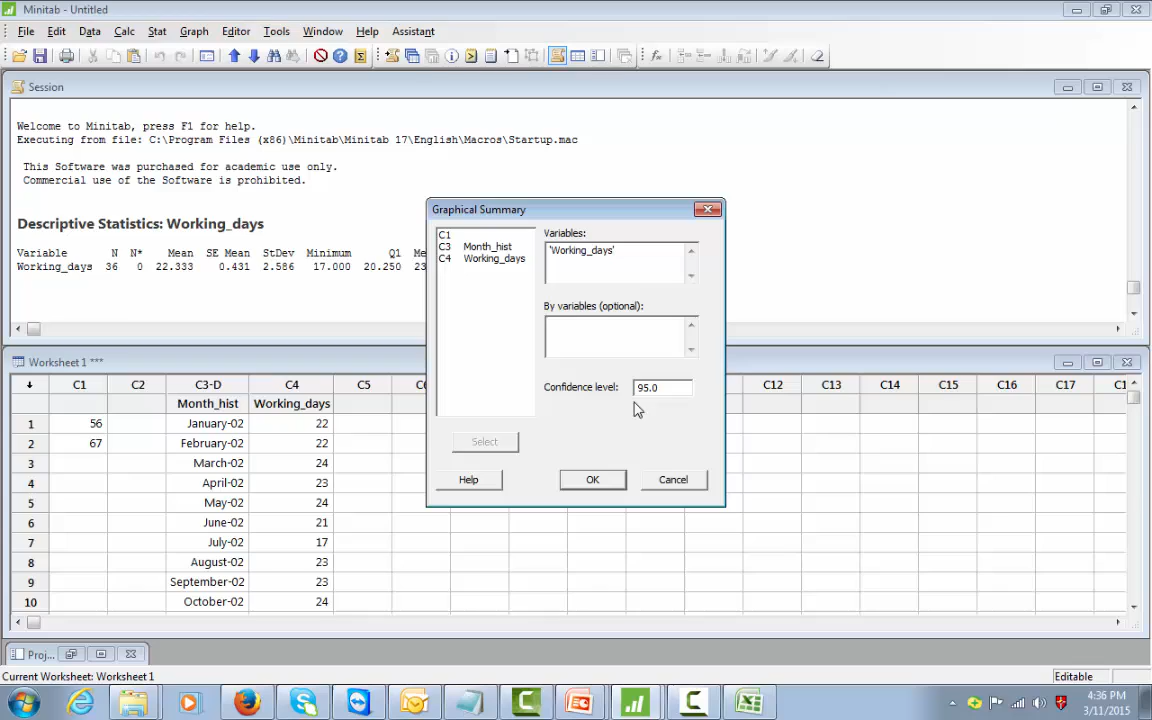 Minitab - Untitled
File Edit Data Calc Stat Graph Editor Tools Window Help Assistant
Session
Welcome to Minitab, press F1 for help.
Executing from file: C:\Program Files (x86)\Minitab\Minitab 17\English\Macros\Startup.mac
This Software was purchased for academic use only.
Commercial use of the Software is prohibited.
Descriptive Statistics: Working_days
Variable N N* Mean SE Mean StDev Minimum Q1
Working_days 36 0 22.333 0.431 2.586 17.000 20.250
Graphical Summary
C1
C3 Month_hist
C4 Working_days
Variables:
'Working_days'
By variables (optional):
Confidence level: 95.0
Select
Help OK Cancel
Worksheet 1 ***
C1 C2 C3-D C4 C5 C12 C13 C14 C15 C16 C17
Month_hist Working_days
1 56 January-02 22
2 67 February-02 22
3 March-02 24
4 April-02 23
5 May-02 24
6 June-02 21
7 July-02 17
8 August-02 23
9 September-02 23
10 October-02 24
Proj...
Current Worksheet: Worksheet 1 Editable
4:36 PM
3/11/2015